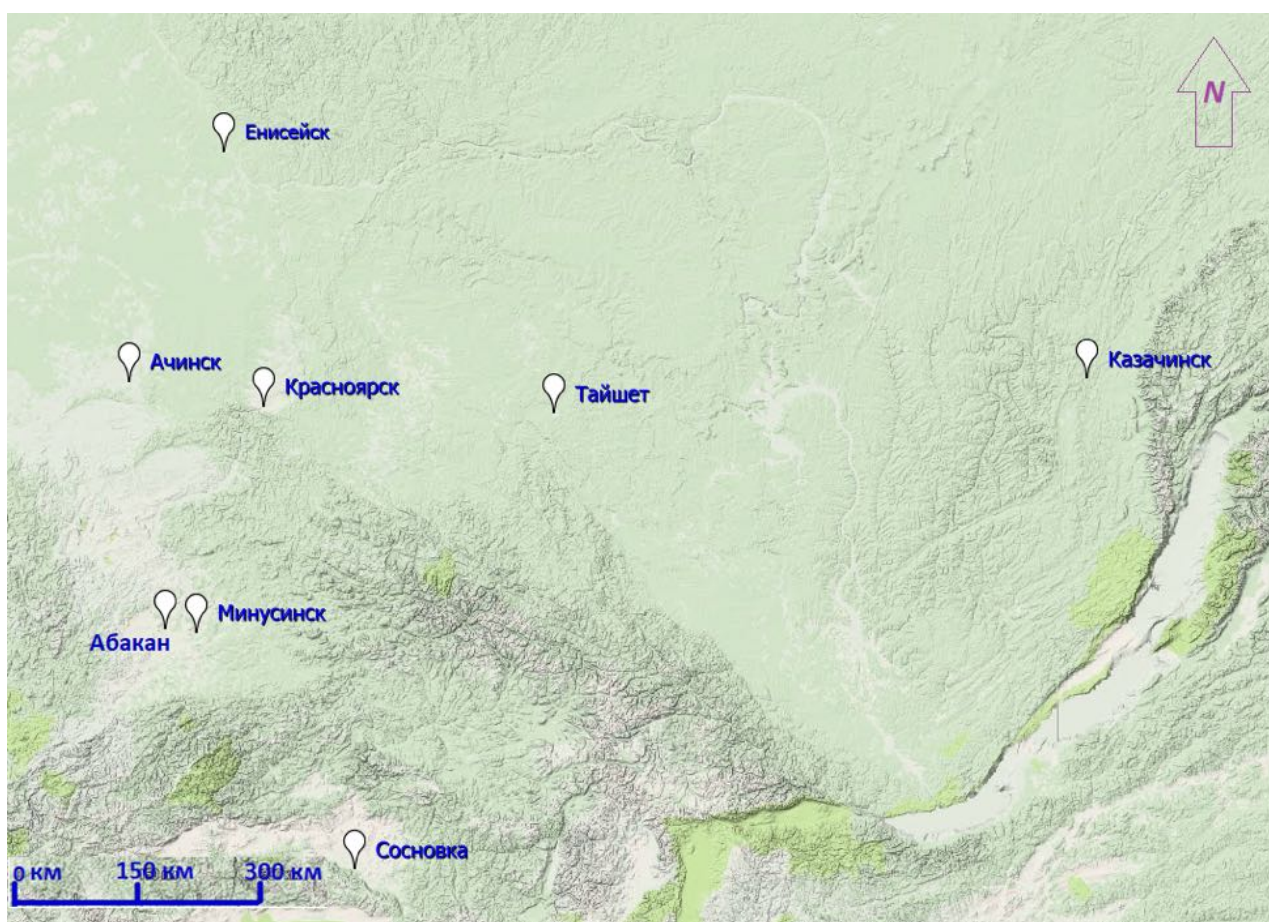 N
Енисейск
Ачинск
Красноярск
Тайшет
Казачинск
Минусинск
Абакан
Сосновка
0 км 150 км 300 км